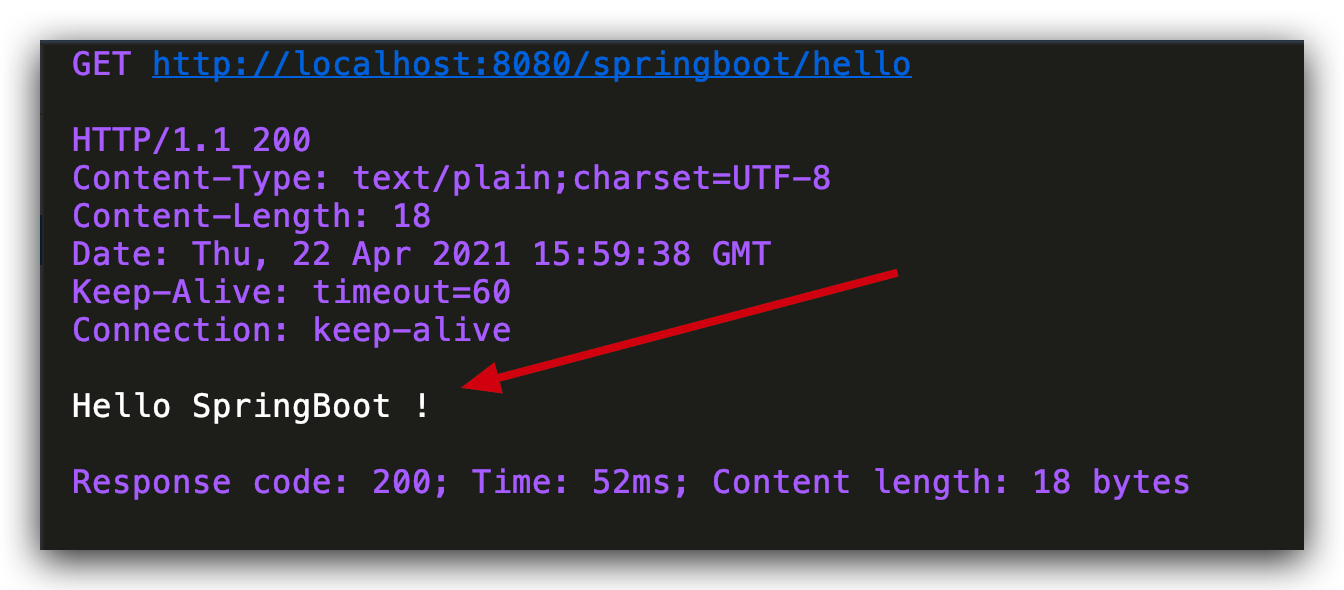 GET http://localhost:8080/springboot/hello
HTTP/1.1 200
Content-Type: text/plain;charset=UTF-8
Content-Length: 18
Date: Thu, 22 Apr 2021 15:59:38 GMT
Keep-Alive: timeout=60
Connection: keep-alive
Hello SpringBoot !
Response code: 200; Time: 52ms; Content length: 18 bytes